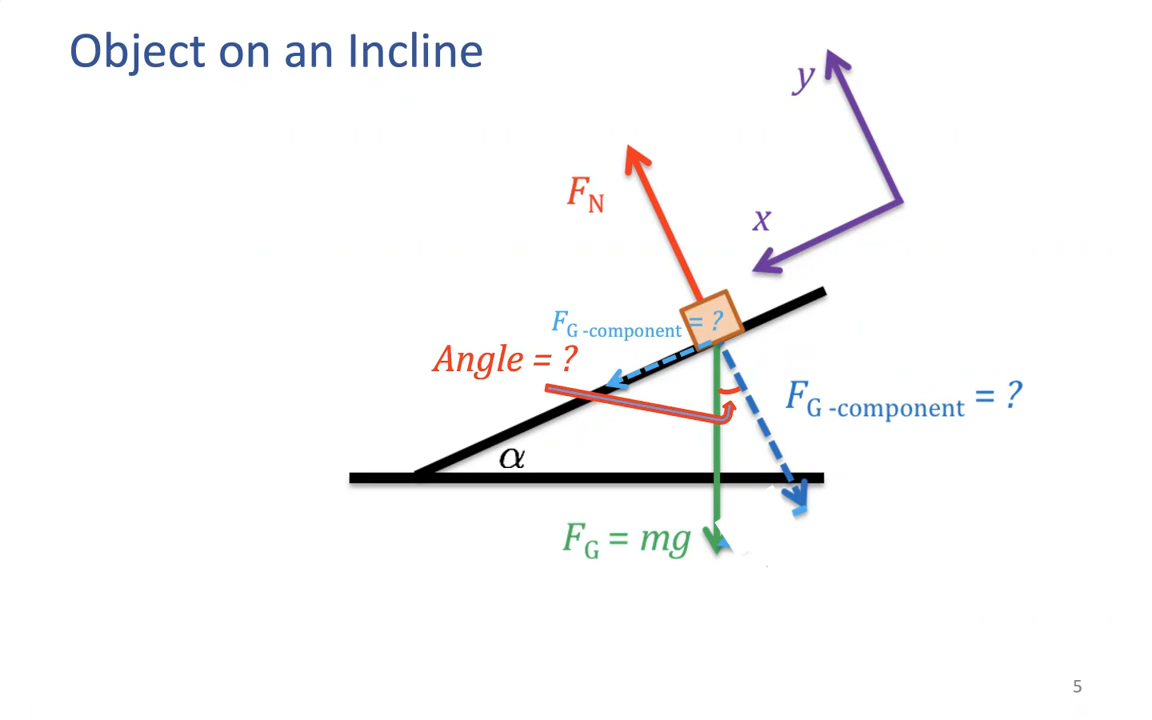 Object on an Incline
y
F_N
x
F_G -component = ?
Angle = ?
F_G -component = ?
α
F_G = mg
5